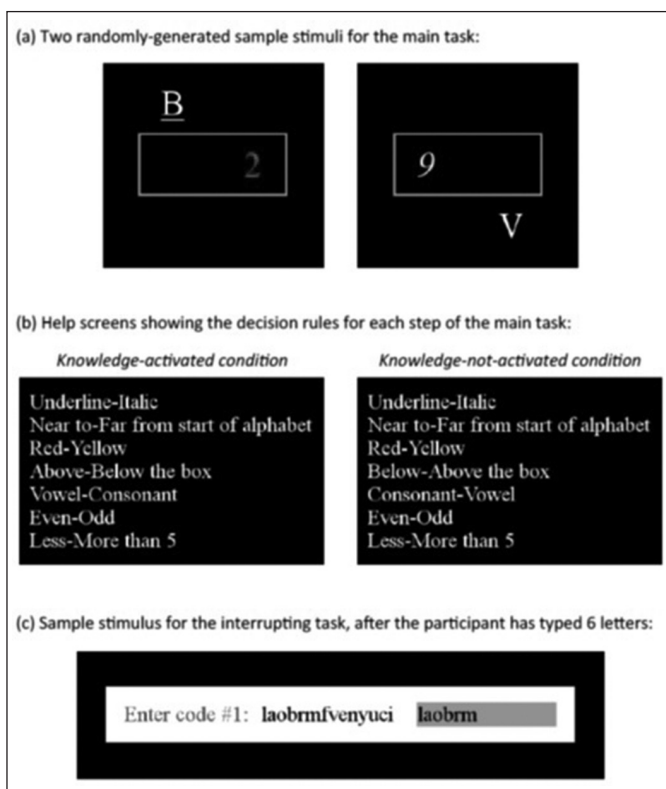 (a) Two randomly-generated sample stimuli for the main task:
B
2
9
V
(b) Help screens showing the decision rules for each step of the main task:
Knowledge-activated condition
Underline-Italic
Near to-Far from start of alphabet
Red-Yellow
Above-Below the box
Vowel-Consonant
Even-Odd
Less-More than 5
Knowledge-not-activated condition
Underline-Italic
Near to-Far from start of alphabet
Red-Yellow
Below-Above the box
Consonant-Vowel
Even-Odd
Less-More than 5
(c) Sample stimulus for the interrupting task, after the participant has typed 6 letters:
Enter code #1: laobrmfvenyuci laobrm